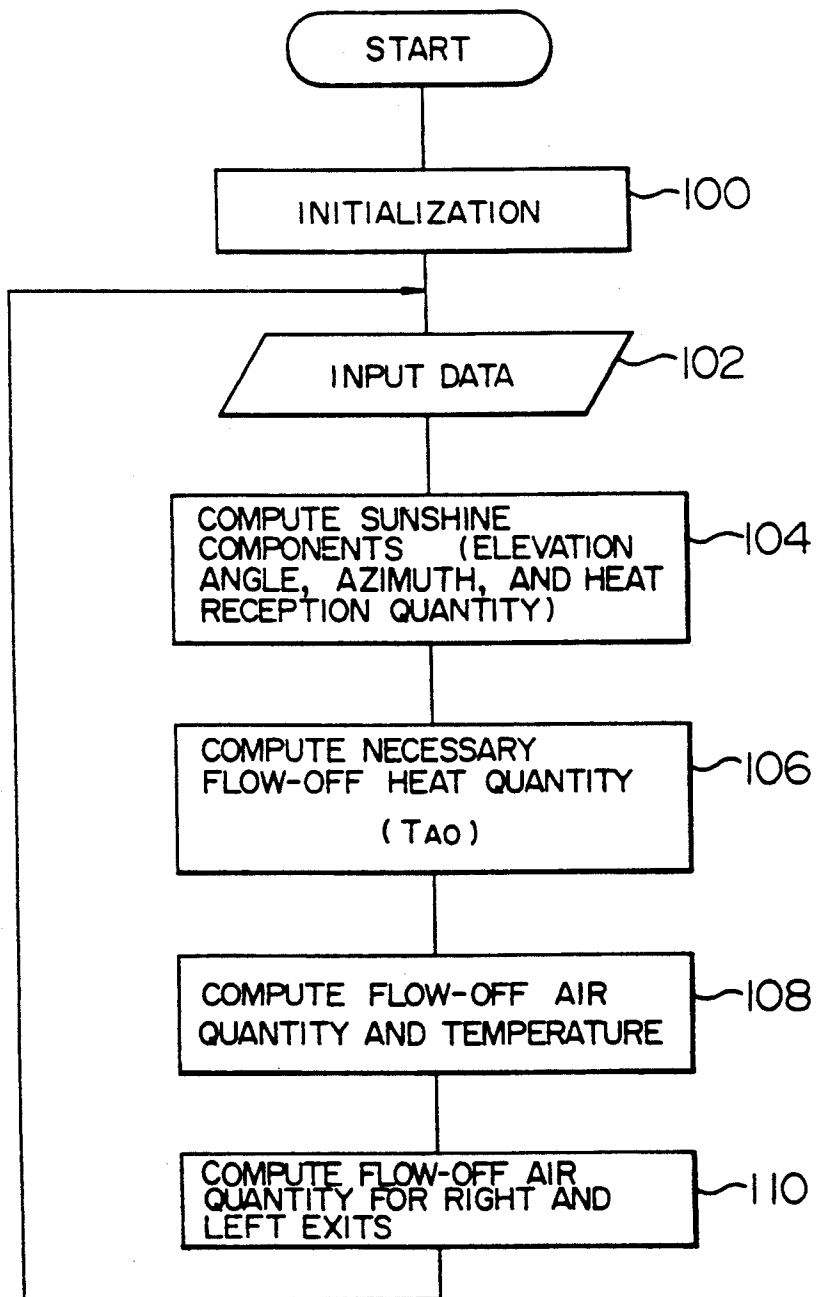 START
INITIALIZATION
100
INPUT DATA
102
COMPUTE SUNSHINE
COMPONENTS (ELEVATION
ANGLE, AZIMUTH, AND HEAT
RECEPTION QUANTITY)
104
COMPUTE NECESSARY
FLOW-OFF HEAT QUANTITY
(TAO)
106
COMPUTE FLOW-OFF AIR
QUANTITY AND TEMPERATURE
108
COMPUTE FLOW-OFF AIR
QUANTITY FOR RIGHT AND
LEFT EXITS
110